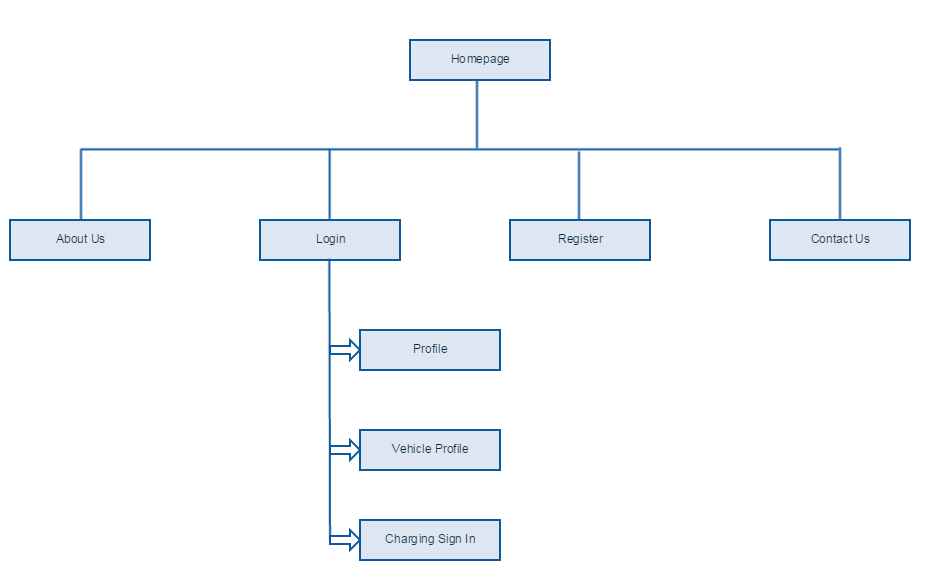 Homepage
About Us
Login
Register
Contact Us
Profile
Vehicle Profile
Charging Sign In